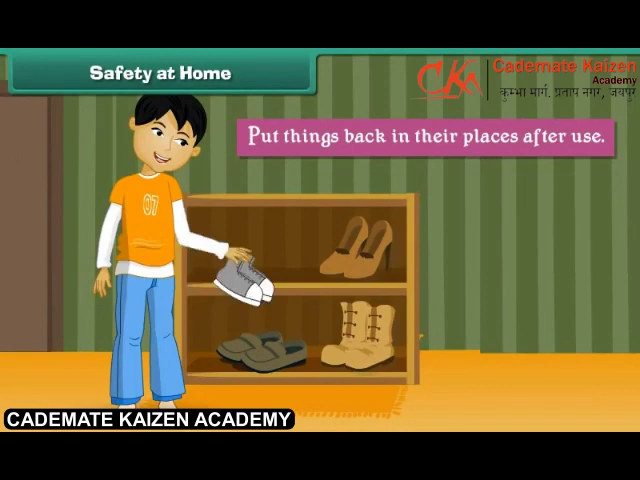 Safety at Home
CKA
Cademate Kaizen
Academy
कुम्भा मार्ग, प्रताप नगर, जयपुर
Put things back in their places after use.
07
CADEMATE KAIZEN ACADEMY